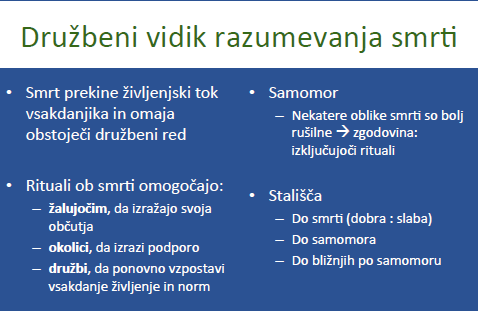 Družbeni vidik razumevanja smrti
• Smrt prekine življenjski tok
vsakdanjika in omaja
obstoječi družbeni red
• Rituali ob smrti omogočajo:
– žalujočim, da izražajo svoja
občutja
– okolici, da izrazi podporo
– družbi, da ponovno vzpostavi
vsakdanje življenje in norm
• Samomor
– Nekatere oblike smrti so bolj
rušilne → zgodovina:
izključujoči rituali
• Stališča
– Do smrti (dobra : slaba)
– Do samomora
– Do bližnjih po samomoru